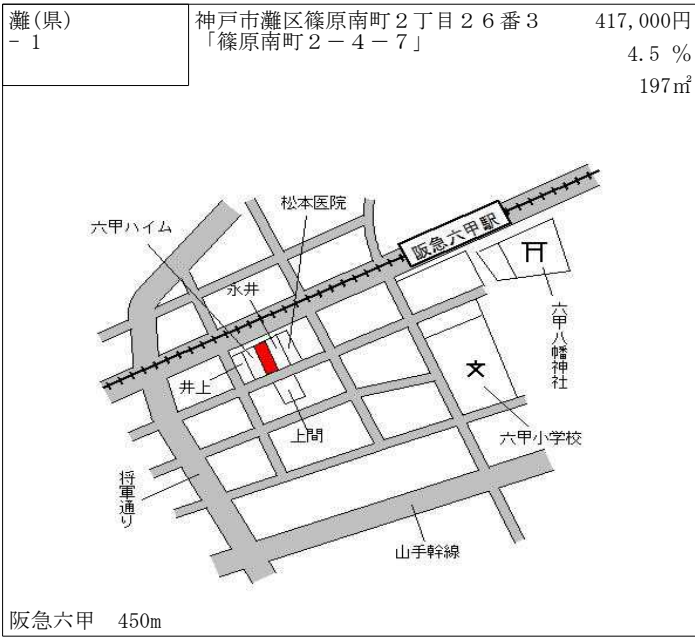 灘(県)
- 1
神戸市灘区篠原南町２丁目２６番３
「篠原南町２－４－７」
417,000円
4.5 %
197㎡
松本医院
六甲ハイム
阪急六甲駅
永井
六甲八幡神社
井上
上間
六甲小学校
将軍通り
山手幹線
阪急六甲 450m